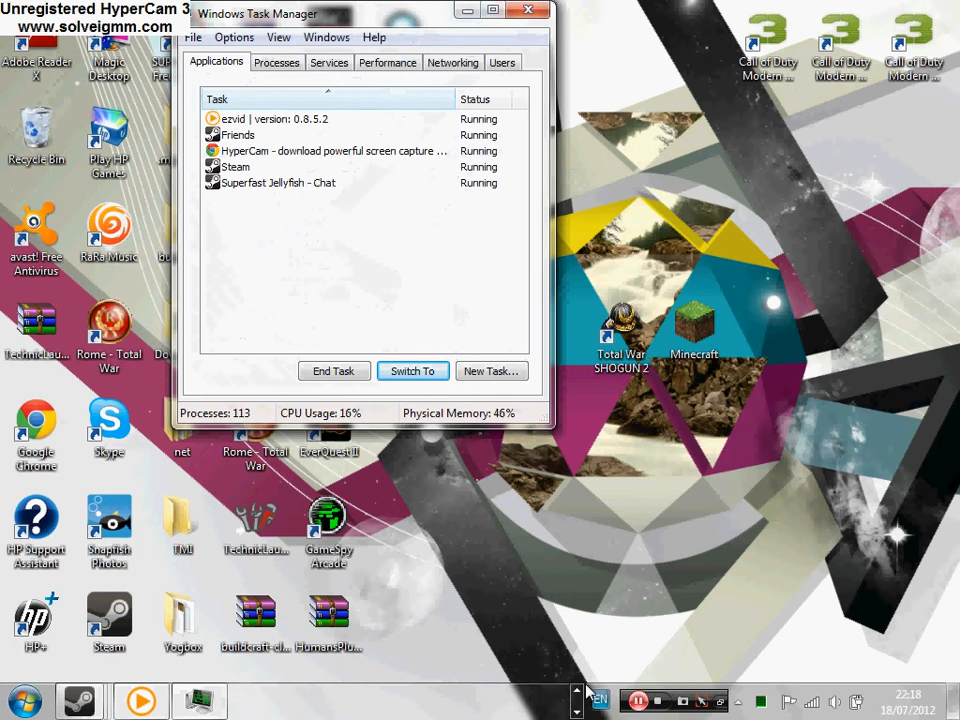 Unregistered HyperCam 3
www.solveigmm.com
Windows Task Manager
File Options View Windows Help
Applications Processes Services Performance Networking Users
Task Status
ezvid | version: 0.8.5.2 Running
Friends Running
HyperCam - download powerful screen capture ... Running
Steam Running
Superfast Jellyfish - Chat Running
End Task Switch To New Task...
Processes: 113 CPU Usage: 16% Physical Memory: 46%
Adobe Reader
X
Magic
Desktop
Call of Duty
Modern ...
Call of Duty
Modern ...
Call of Duty
Modern ...
Recycle Bin
Play HP
Games
avast! Free
Antivirus
RaRa Music
TechnicLau...
Rome - Total
War
Total War
SHOGUN 2
Minecraft
Google
Chrome
Skype
.net
Rome - Total
War
EverQuest II
HP Support
Assistant
Snapfish
Photos
TMI
TechnicLau...
GameSpy
Arcade
HP+
Steam
Yogbox
buildcraft-cl...
HumansPlu...
EN
22:18
18/07/2012